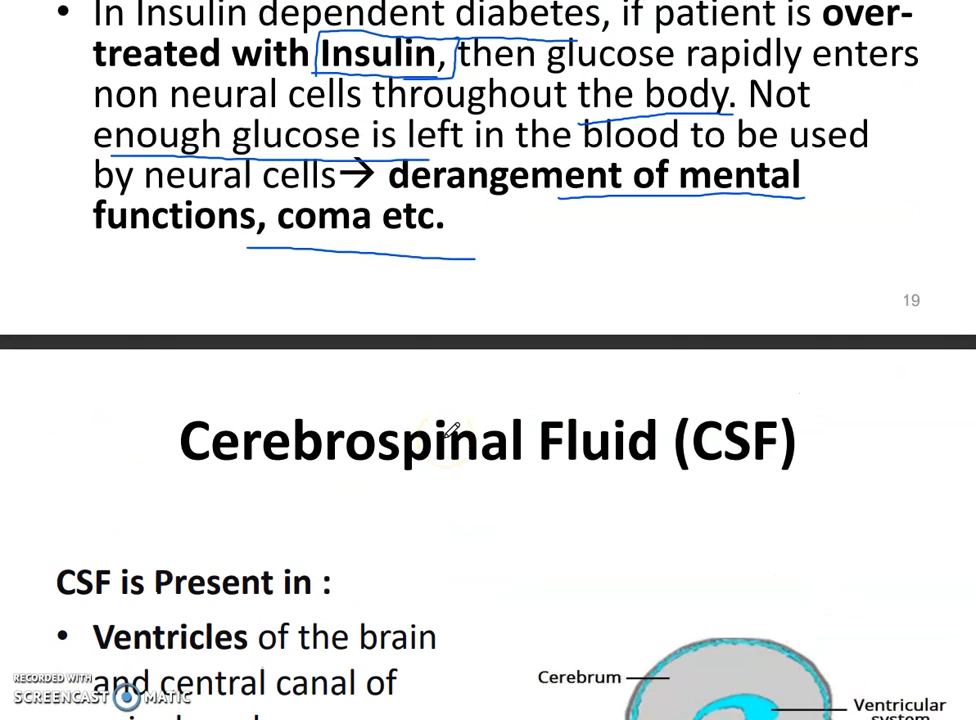 • In Insulin dependent diabetes, if patient is over-
treated with Insulin, then glucose rapidly enters
non neural cells throughout the body. Not
enough glucose is left in the blood to be used
by neural cells→ derangement of mental
functions, coma etc.
19
Cerebrospinal Fluid (CSF)
CSF is Present in :
• Ventricles of the brain
and central canal of
Cerebrum
Ventricular
system
RECORDED WITH
SCREENCAST MATIC